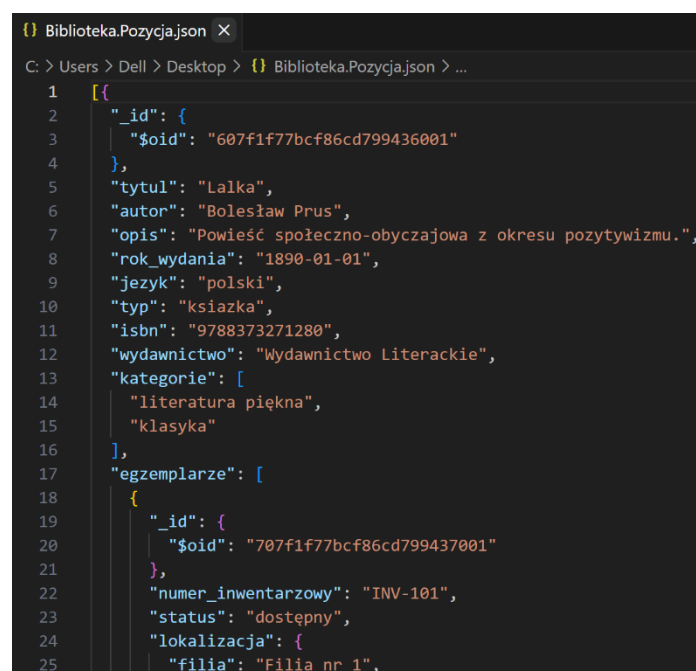 {} Biblioteka.Pozycja.json ×
C: > Users > Dell > Desktop > {} Biblioteka.Pozycja.json > ...
1 [{
2 "_id": {
3 "$oid": "607f1f77bcf86cd799436001"
4 },
5 "tytul": "Lalka",
6 "autor": "Bolesław Prus",
7 "opis": "Powieść społeczno-obyczajowa z okresu pozytywizmu.",
8 "rok_wydania": "1890-01-01",
9 "jezyk": "polski",
10 "typ": "ksiazka",
11 "isbn": "9788373271280",
12 "wydawnictwo": "Wydawnictwo Literackie",
13 "kategorie": [
14 "literatura piękna",
15 "klasyka"
16 ],
17 "egzemplarze": [
18 {
19 "_id": {
20 "$oid": "707f1f77bcf86cd799437001"
21 },
22 "numer_inwentarzowy": "INV-101",
23 "status": "dostępny",
24 "lokalizacja": {
25 "filia": "Filia nr 1",